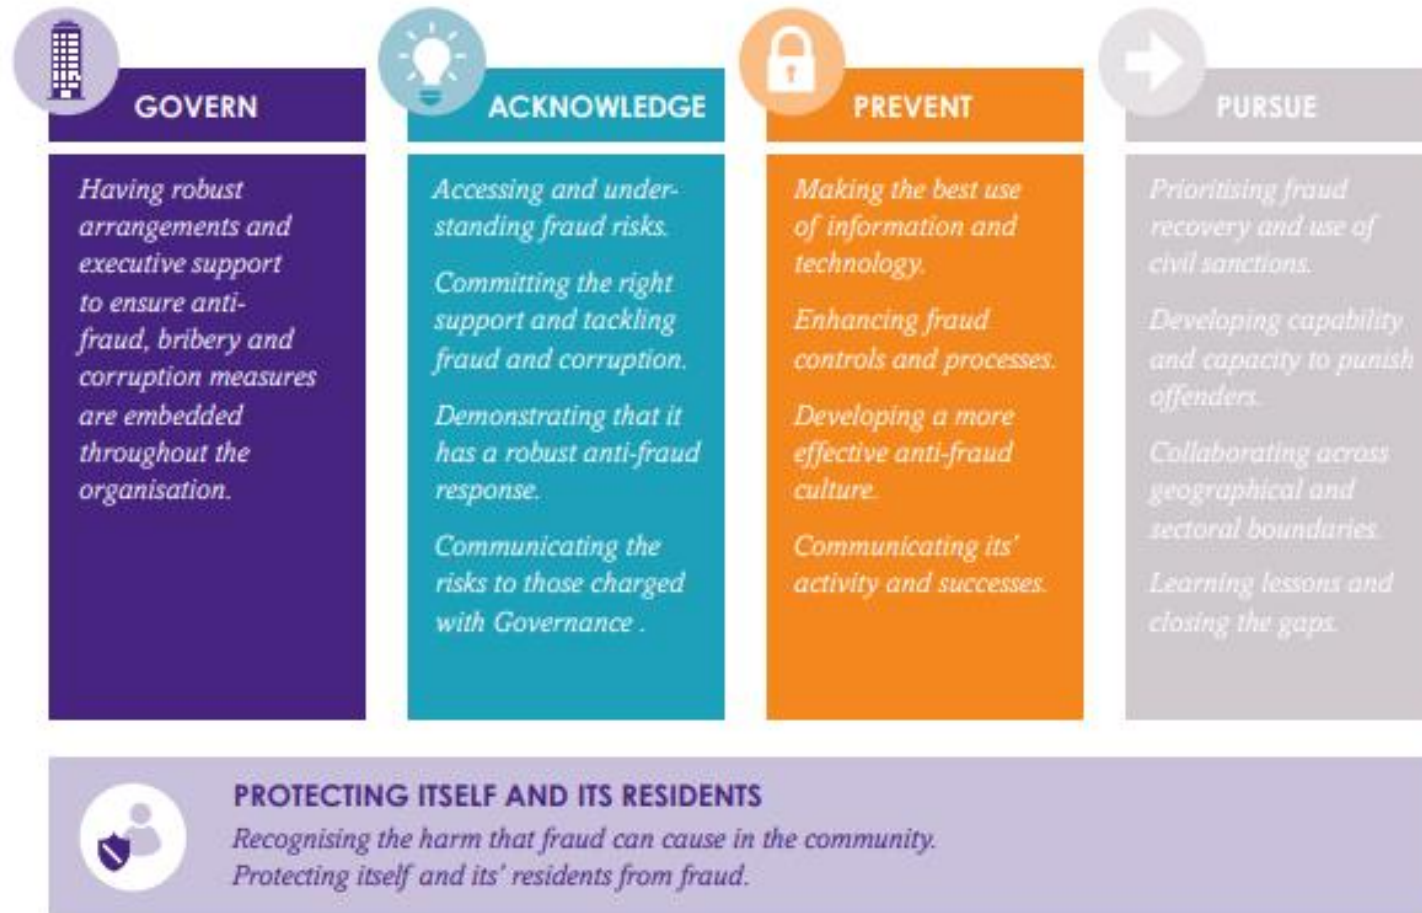 GOVERN
Having robust
arrangements and
executive support
to ensure anti-
fraud, bribery and
corruption measures
are embedded
throughout the
organisation.
ACKNOWLEDGE
Accessing and under-
standing fraud risks.
Committing the right
support and tackling
fraud and corruption.
Demonstrating that it
has a robust anti-fraud
response.
Communicating the
risks to those charged
with Governance .
PREVENT
Making the best use
of information and
technology.
Enhancing fraud
controls and processes.
Developing a more
effective anti-fraud
culture.
Communicating its'
activity and successes.
PURSUE
Prioritising fraud
recovery and use of
civil sanctions.
Developing capability
and capacity to punish
offenders.
Collaborating across
geographical and
sectoral boundaries.
Learning lessons and
closing the gaps.
PROTECTING ITSELF AND ITS RESIDENTS
Recognising the harm that fraud can cause in the community.
Protecting itself and its' residents from fraud.